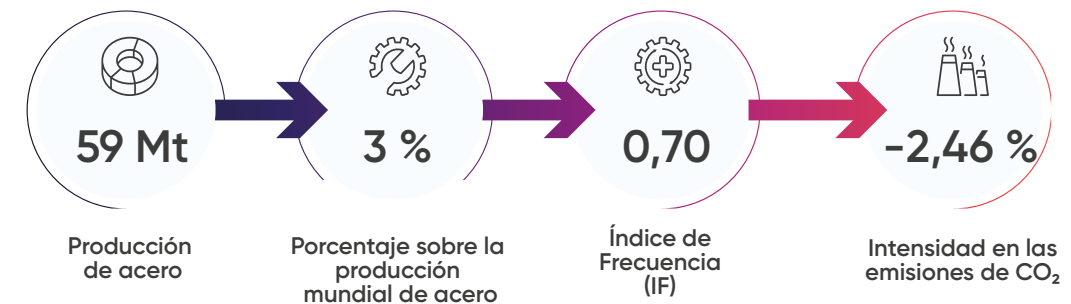 59 Mt
Producción
de acero
3 %
Porcentaje sobre la
producción
mundial de acero
0,70
Índice de
Frecuencia
(IF)
-2,46 %
Intensidad en las
emisiones de CO₂